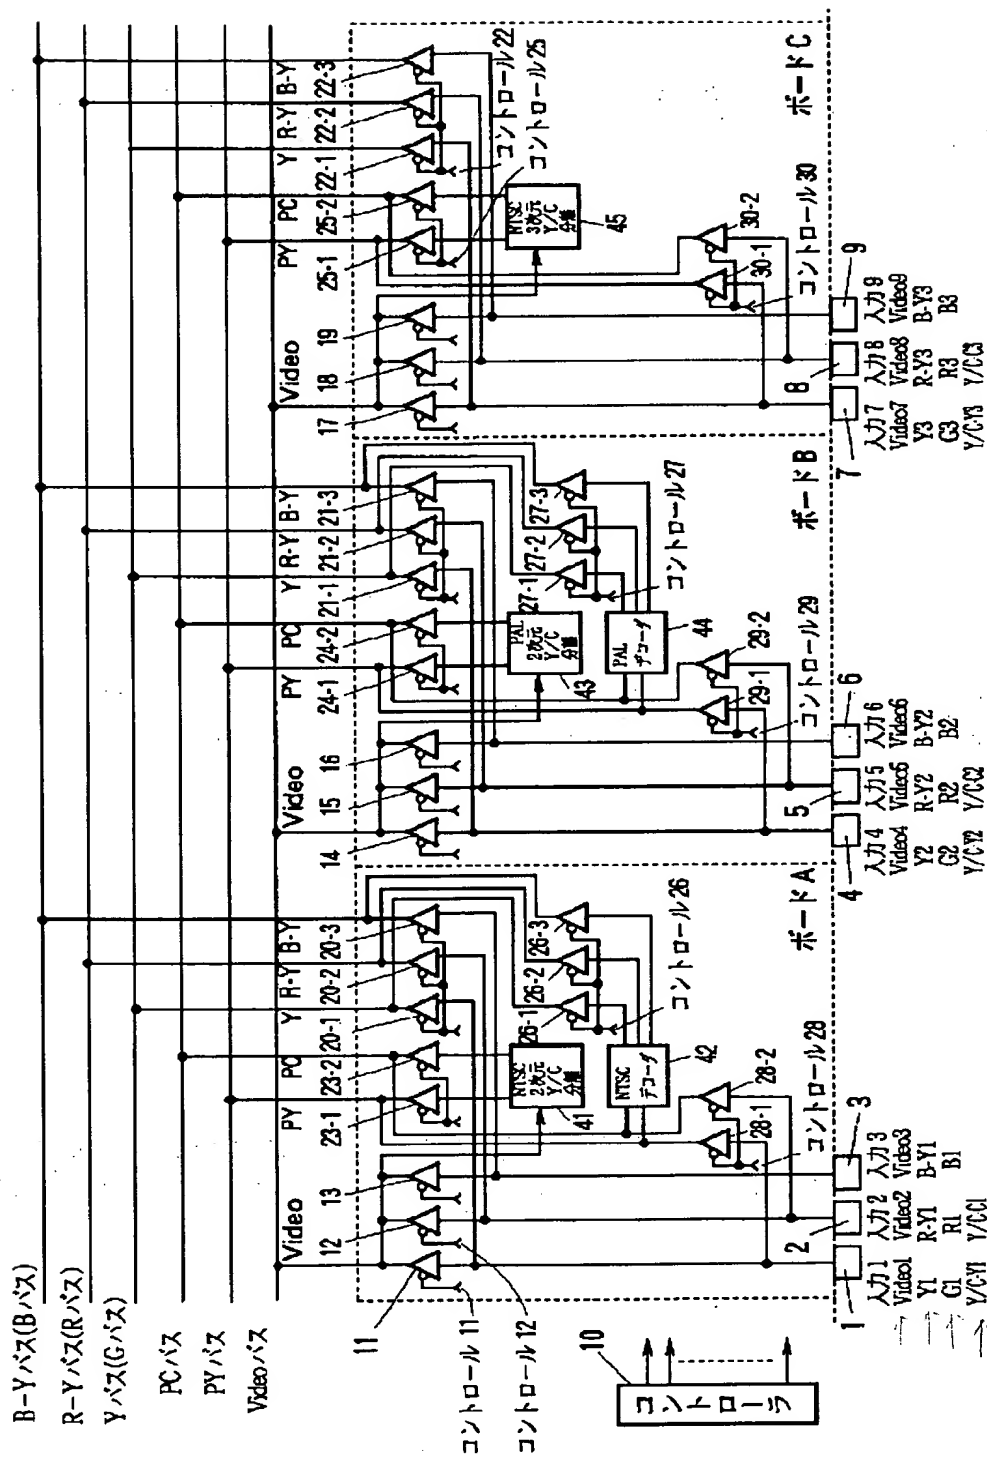 B-Yバス(Bバス)
R-Yバス(Rバス)
Yバス(Gバス)
PCバス
PYバス
Videoバス
Video PY PC Y R-Y B-Y
Video PY PC Y R-Y B-Y
Video PY PC Y R-Y B-Y
11
12
13
23-1
23-2
20-1
20-2
20-3
14
15
16
24-1
24-2
21-1
21-2
21-3
17
18
19
25-1
25-2
22-1
22-2
22-3
コントロール11
コントロール12
NTSC
2次元
Y/C
分離
41
26-1
26-2
26-3
コントロール26
NTSC
デコーダ
42
28-1
28-2
コントロール28
ボードA
PAL
2次元
Y/C
分離
43
27-1
27-2
27-3
コントロール27
PAL
デコーダ
44
29-1
29-2
コントロール29
ボードB
コントロール22
コントロール25
NTSC
3次元
Y/C
分離
45
30-1
30-2
コントロール30
ボードC
10
コントローラ
1
入力1
Video1
Y1
G1
Y/CY1
2
入力2
Video2
R-Y1
R1
Y/CC1
3
入力3
Video3
B-Y1
B1
4
入力4
Video4
Y2
G2
Y/CY2
5
入力5
Video5
R-Y2
R2
Y/CC2
6
入力6
Video6
B-Y2
B2
7
入力7
Video7
Y3
G3
Y/CY3
8
入力8
Video8
R-Y3
R3
Y/CC3
9
入力9
Video9
B-Y3
B3